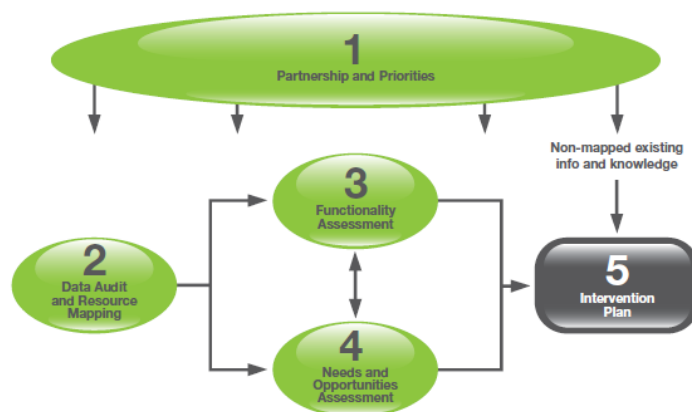 1
Partnership and Priorities
Non-mapped existing
info and knowledge
3
Functionality
Assessment
2
Data Audit
and Resource
Mapping
5
Intervention
Plan
4
Needs and
Opportunities
Assessment